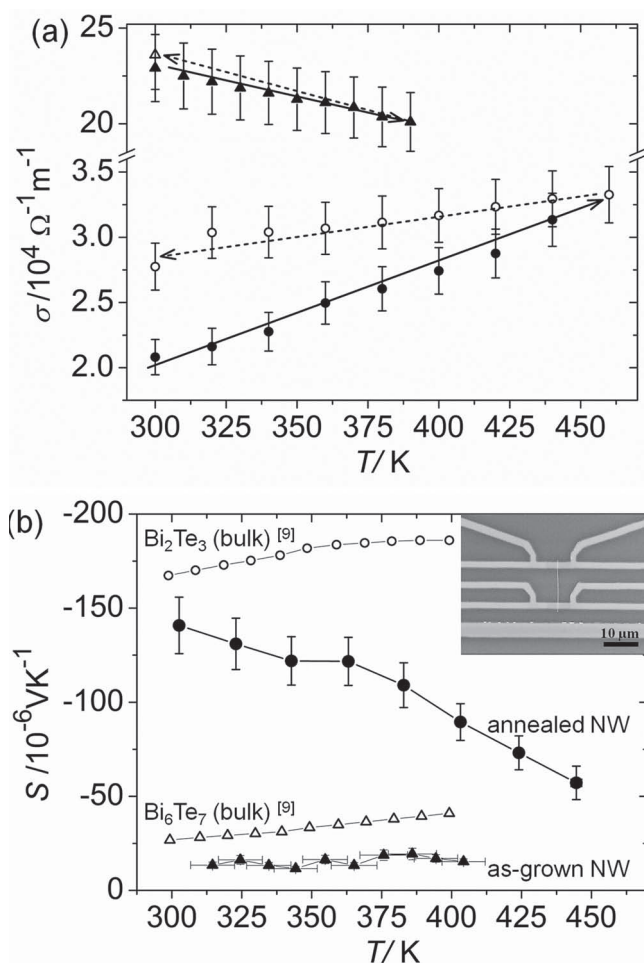 (a)
25
20
3.5
3.0
2.5
2.0
σ /10⁴ Ω⁻¹m⁻¹
300 325 350 375 400 425 450
T/ K
(b)
-200
-150
-100
-50
0
S /10⁻⁶VK⁻¹
Bi₂Te₃ (bulk) [9]
10 µm
annealed NW
Bi₆Te₇ (bulk) [9]
as-grown NW
300 325 350 375 400 425 450
T/ K